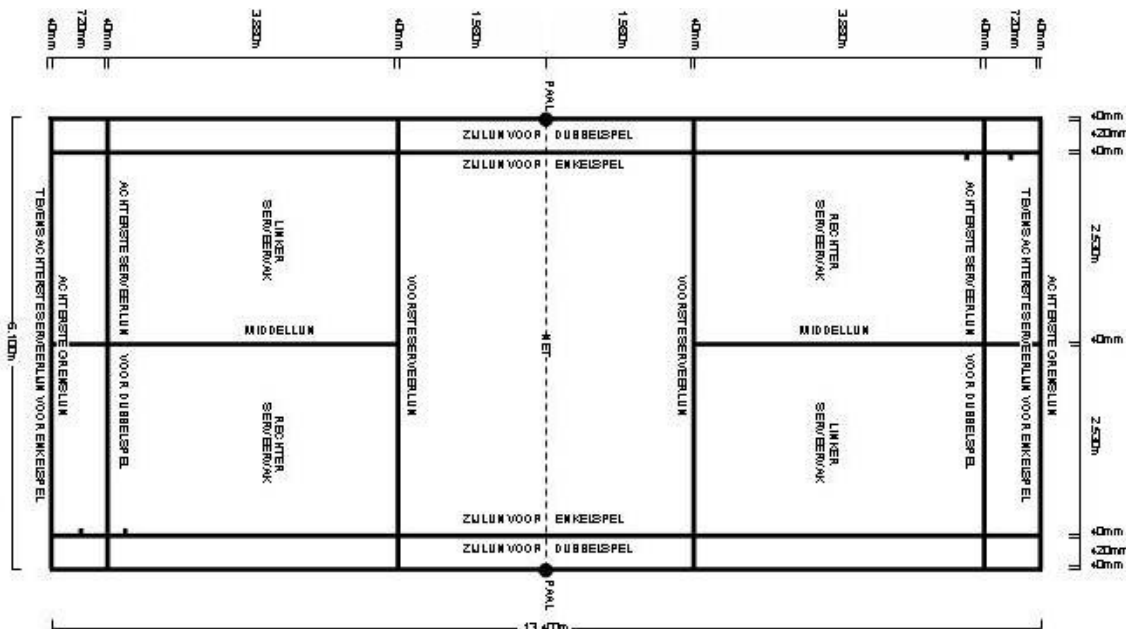 40mm
720mm
40mm
3.880m
40mm
1.980m
1.980m
40mm
3.880m
40mm
720mm
40mm
PAAL
ZIJLIJN VOOR DUBBELSPEL
ZIJLIJN VOOR ENKELSPEL
40mm
420mm
40mm
2.530m
40mm
2.530m
40mm
420mm
40mm
6.100m
TEVENS ACHTERSTE SERVEERLIJN VOOR ENKELSPEL
ACHTERSTE GRENSLIJN
ACHTERSTE SERVEERLIJN VOOR DUBBELSPEL
LINKER
SERVEERVAK
MIDDELLIJN
RECHTER
SERVEERVAK
VOORSTE SERVEERLIJN
-NET-
VOORSTE SERVEERLIJN
RECHTER
SERVEERVAK
MIDDELLIJN
LINKER
SERVEERVAK
ACHTERSTE SERVEERLIJN VOOR DUBBELSPEL
TEVENS ACHTERSTE SERVEERLIJN VOOR ENKELSPEL
ACHTERSTE GRENSLIJN
ZIJLIJN VOOR ENKELSPEL
ZIJLIJN VOOR DUBBELSPEL
PAAL
13.400m